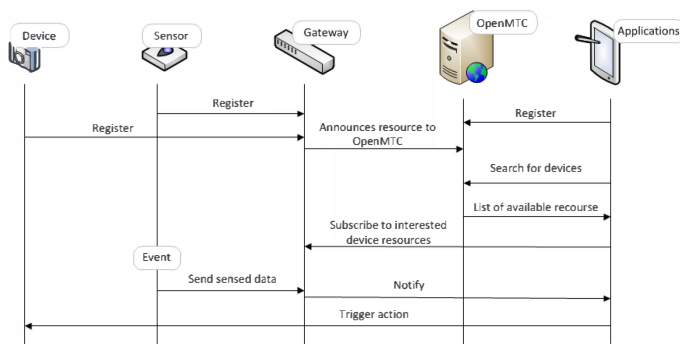 Device
Sensor
Gateway
OpenMTC
Applications
Register
Register
Register
Announces resource to
OpenMTC
Search for devices
List of available recourse
Subscribe to interested
device resources
Event
Send sensed data
Notify
Trigger action